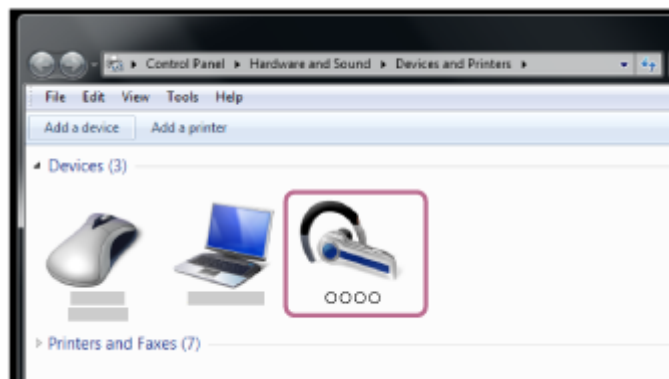 Control Panel ▸ Hardware and Sound ▸ Devices and Printers ▸
File Edit View Tools Help
Add a device Add a printer
Devices (3)
OOOO
Printers and Faxes (7)